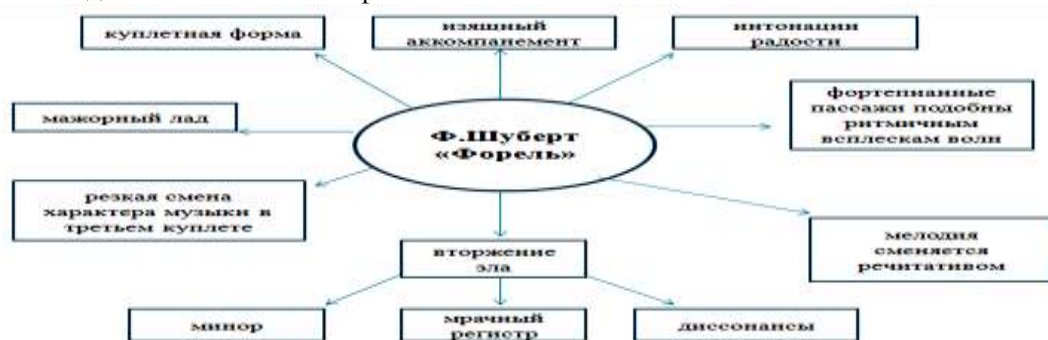 куплетная форма
изящный
аккомпанемент
интонации
радости
мажорный лад
Ф.Шуберт
«Форель»
фортепианные
пассажи подобны
ритмичным
всплескам волн
резкая смена
характера музыки в
третьем куплете
вторжение
зла
мелодия
сменяется
речитативом
минор
мрачный
регистр
диссонансы